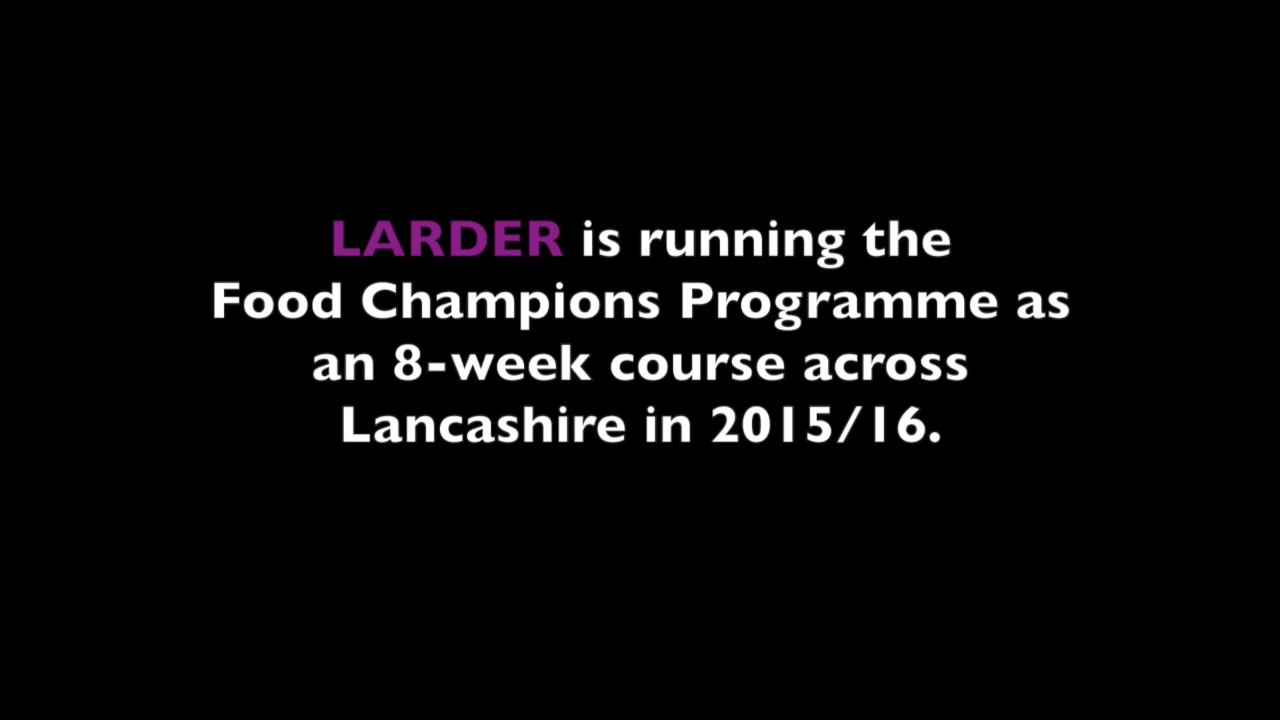 LARDER is running the
Food Champions Programme as
an 8-week course across
Lancashire in 2015/16.